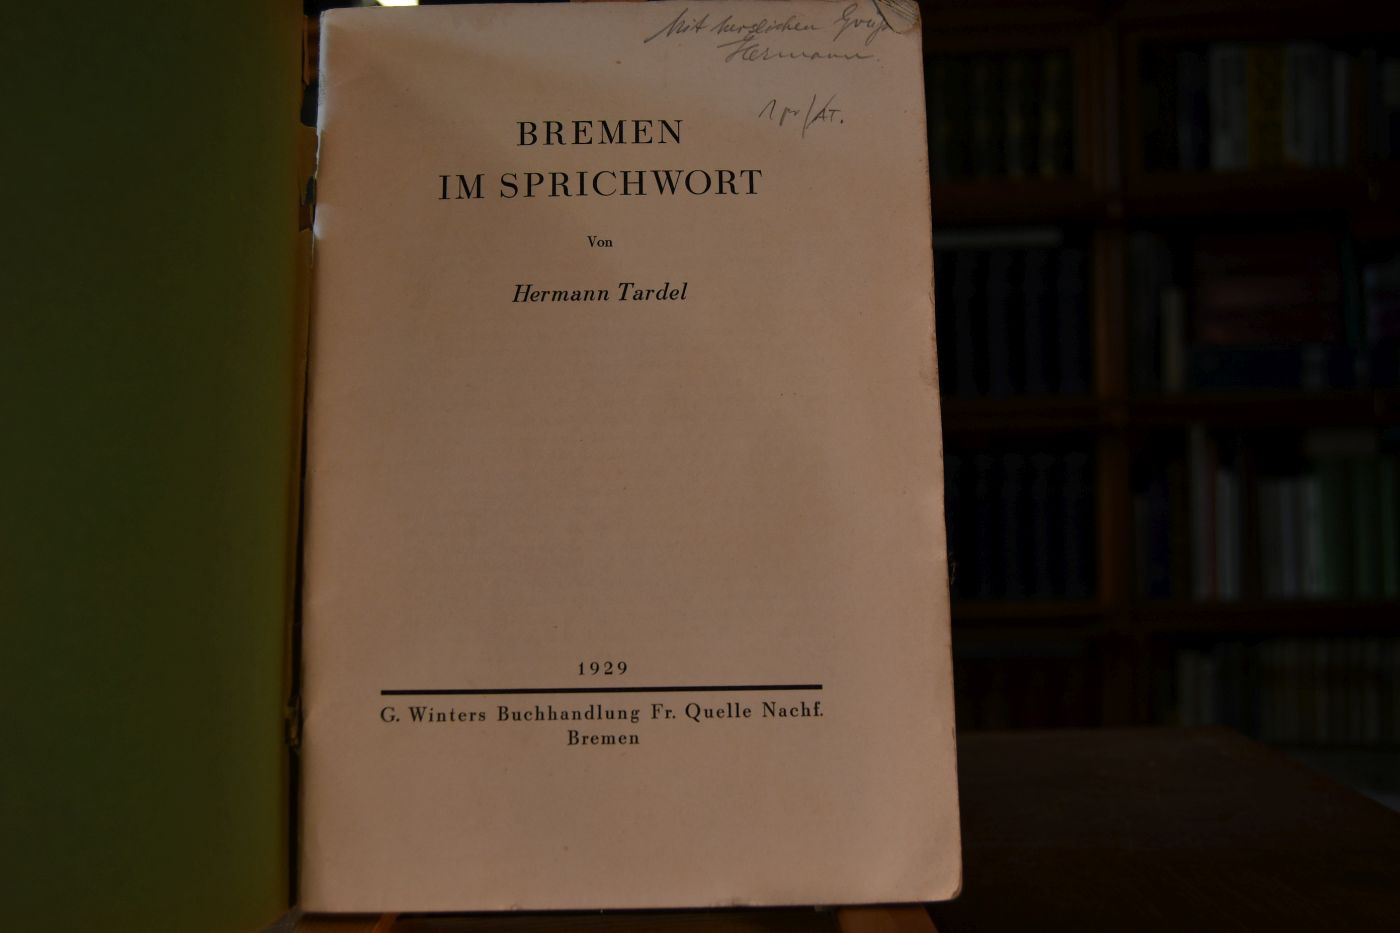 Mit herzlichen Gruß
Hermann.
BREMEN
IM SPRICHWORT
Von
Hermann Tardel
1929
G. Winters Buchhandlung Fr. Quelle Nachf.
Bremen